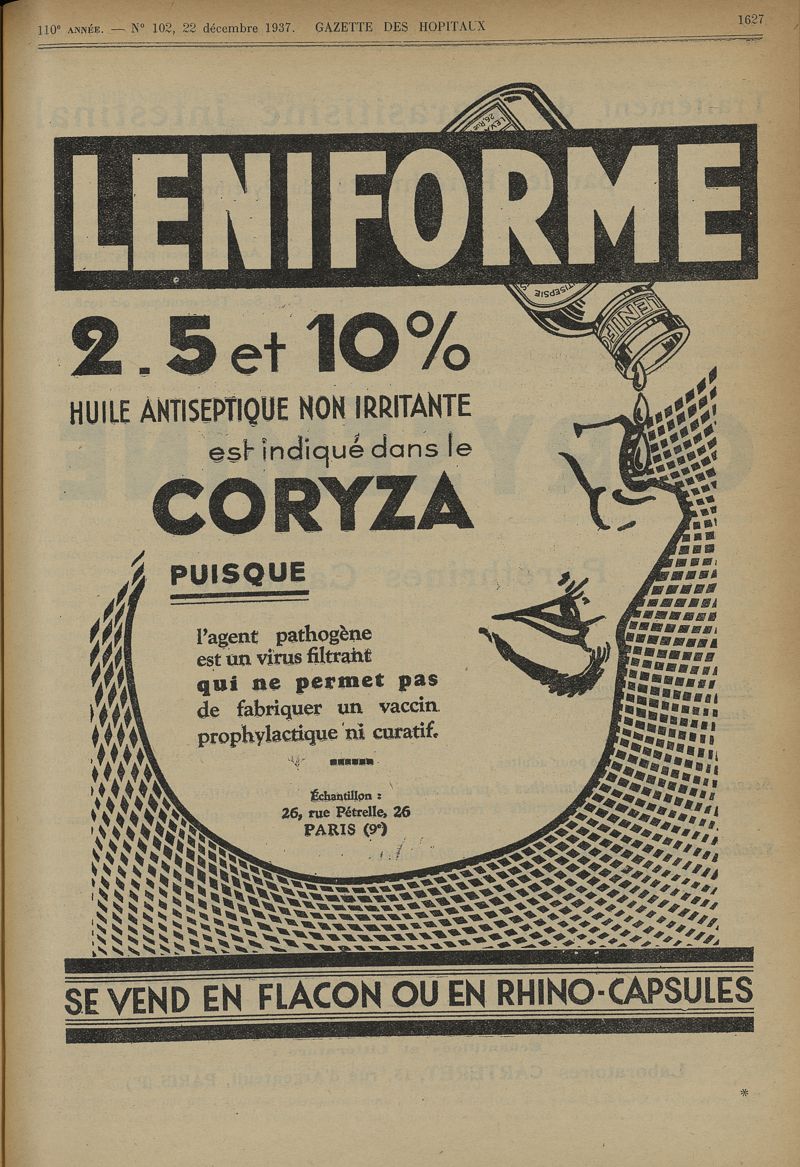 110e ANNÉE. — N° 102, 22 décembre 1937. GAZETTE DES HOPITAUX 1627
LENIFORME
2.5 et 10%
HUILE ANTISEPTIQUE NON IRRITANTE
est indiqué dans le
CORYZA
PUISQUE
l'agent pathogène
est un virus filtrant
qui ne permet pas
de fabriquer un vaccin
prophylactique ni curatif.
Échantillon :
26, rue Pétrelle, 26
PARIS (9e)
SE VEND EN FLACON OU EN RHINO-CAPSULES
*